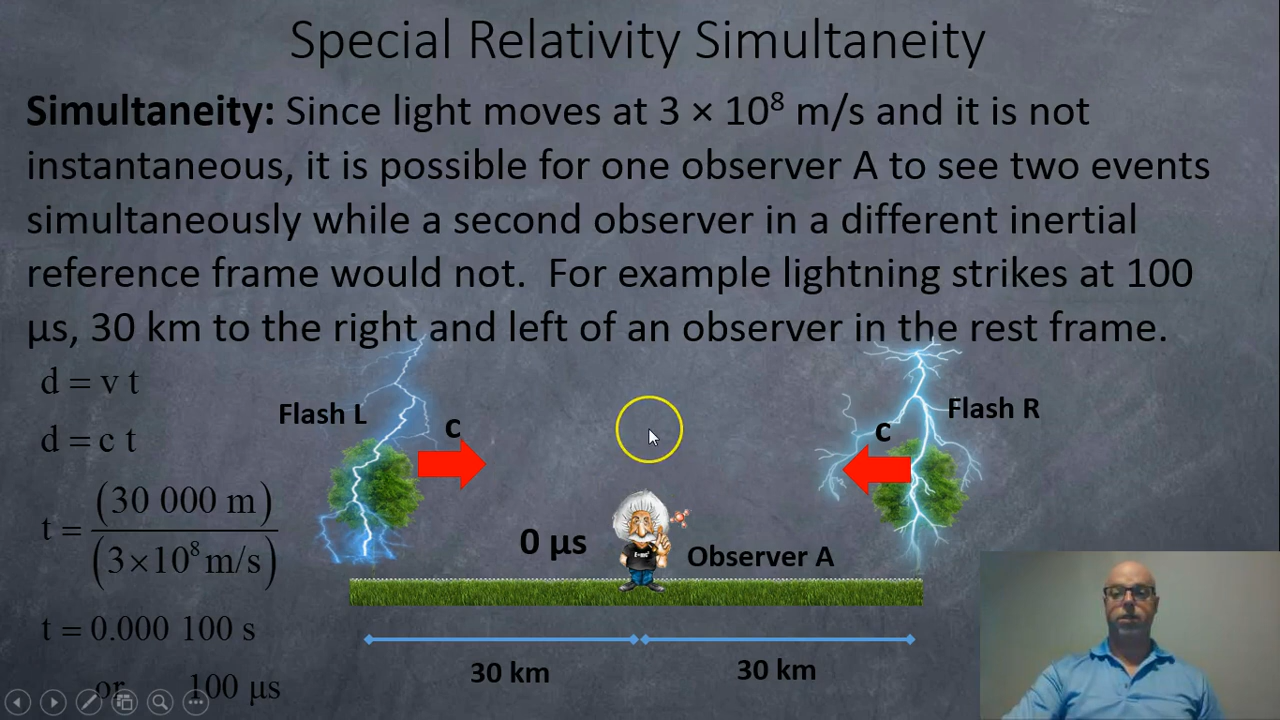 Special Relativity Simultaneity
Simultaneity: Since light moves at 3 × 10⁸ m/s and it is not
instantaneous, it is possible for one observer A to see two events
simultaneously while a second observer in a different inertial
reference frame would not. For example lightning strikes at 100
µs, 30 km to the right and left of an observer in the rest frame.
d = v t
d = c t
t = (30 000 m)
(3×10⁸ m/s)
t = 0.000 100 s
or 100 µs
Flash L
c
Flash R
c
0 µs
Observer A
30 km
30 km